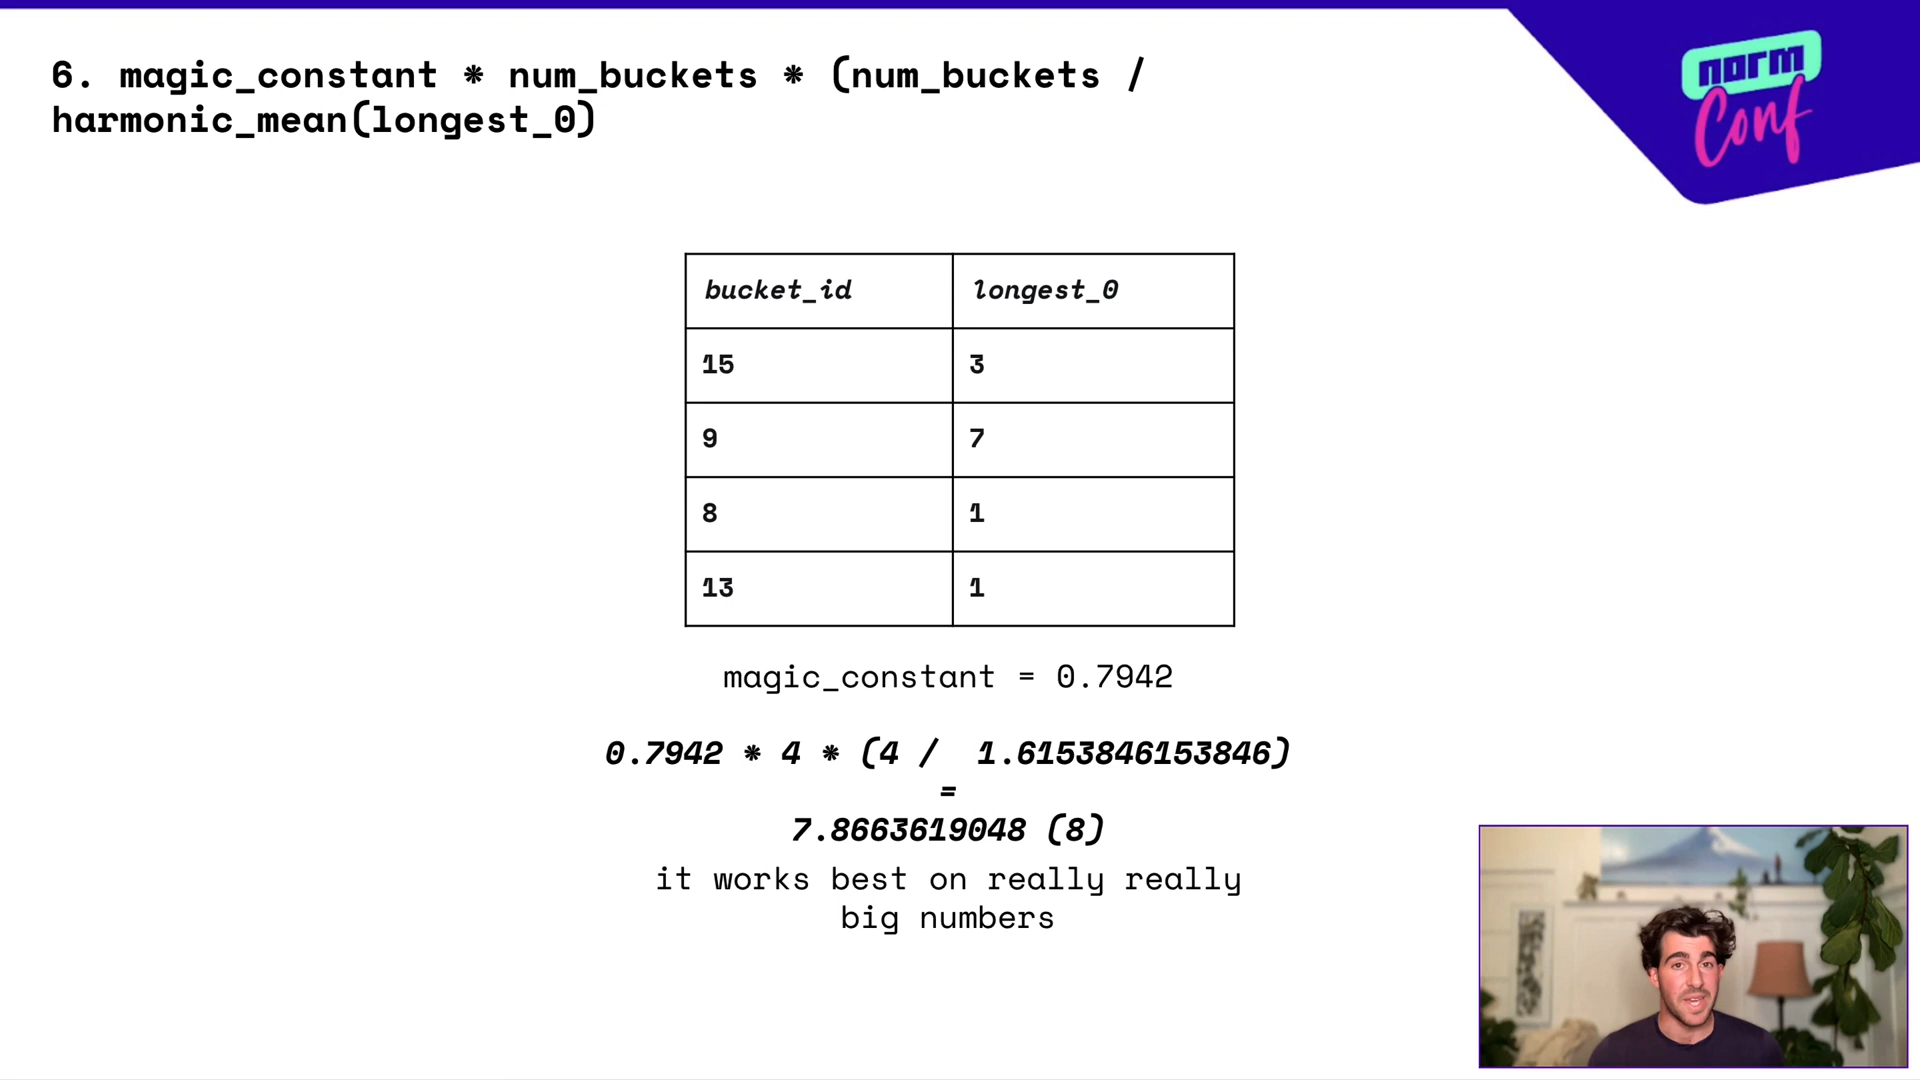 6. magic_constant * num_buckets * (num_buckets /
harmonic_mean(longest_0)
norm
Conf
bucket_id longest_0
15 3
9 7
8 1
13 1
magic_constant = 0.7942
0.7942 * 4 * (4 /  1.6153846153846)
=
7.8663619048 (8)
it works best on really really
big numbers